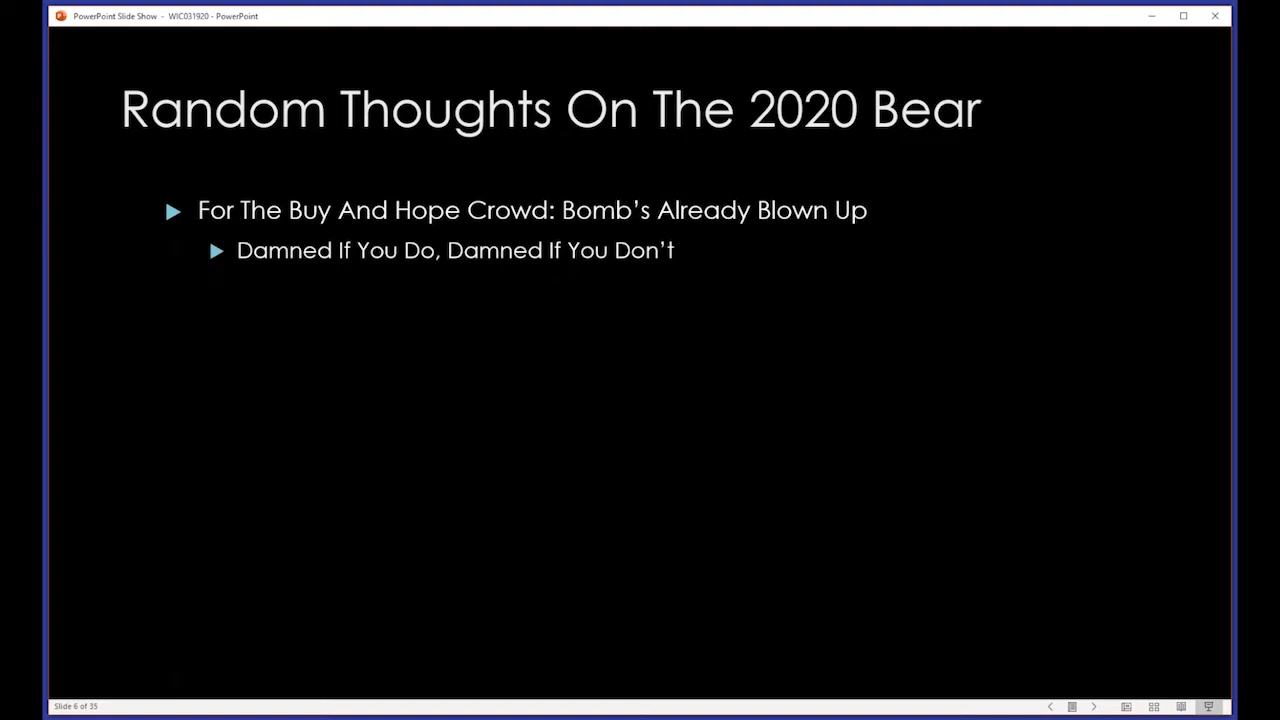 PowerPoint Slide Show - WIC031920 - PowerPoint
Random Thoughts On The 2020 Bear
For The Buy And Hope Crowd: Bomb’s Already Blown Up
Damned If You Do, Damned If You Don’t
Slide 6 of 35